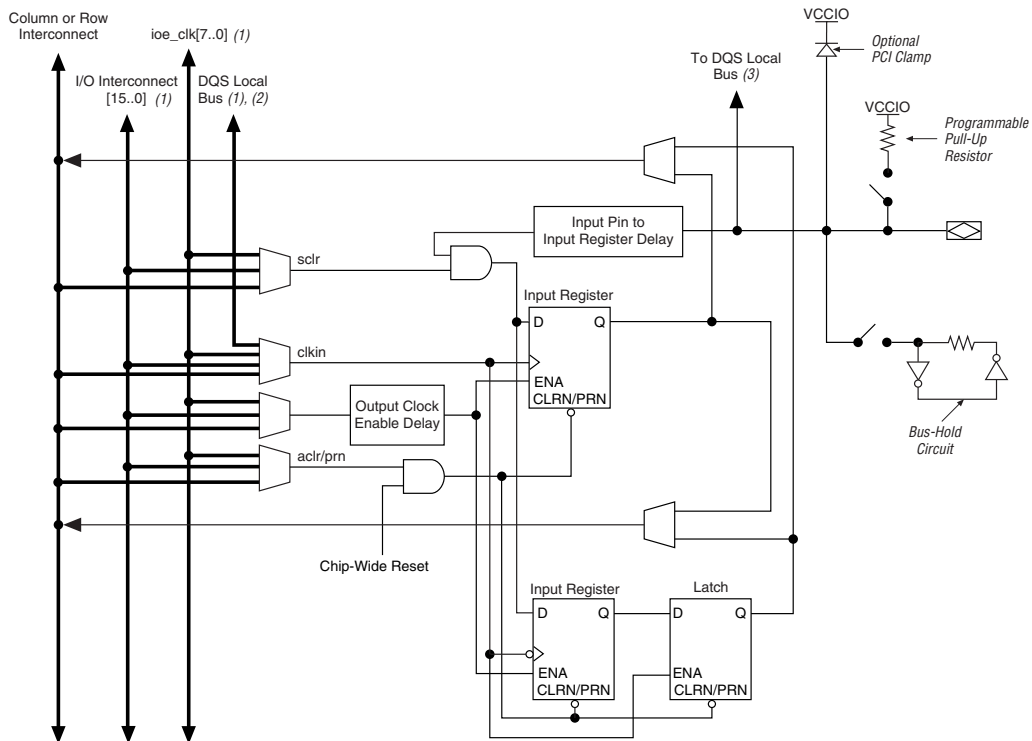 Column or Row
Interconnect
ioe_clk[7..0] (1)
I/O Interconnect
[15..0] (1)
DQS Local
Bus (1), (2)
To DQS Local
Bus (3)
VCCIO
Optional
PCI Clamp
VCCIO
Programmable
Pull-Up
Resistor
Input Pin to
Input Register Delay
sclr
Input Register
D
Q
clkin
ENA
CLRN/PRN
Output Clock
Enable Delay
aclr/prn
Bus-Hold
Circuit
Chip-Wide Reset
Input Register
D
Q
ENA
CLRN/PRN
Latch
D
Q
ENA
CLRN/PRN